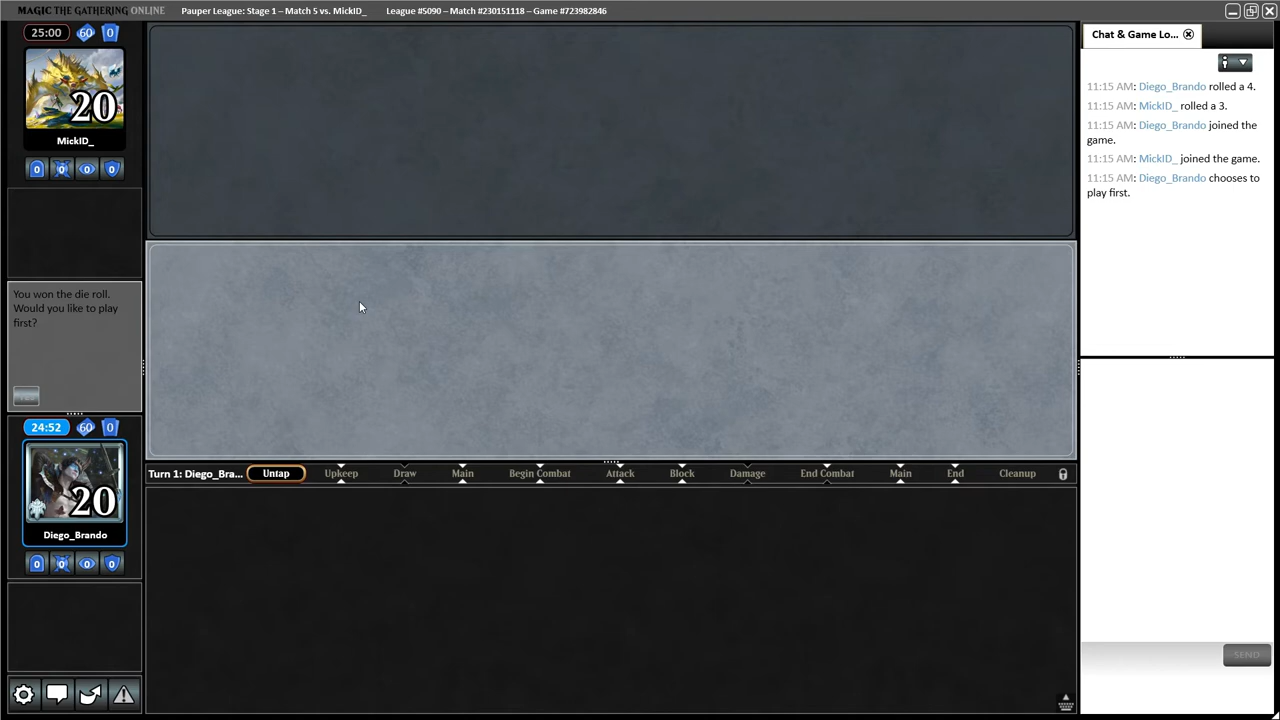 MAGIC THE GATHERING ONLINE
Pauper League: Stage 1 – Match 5 vs. MickID_
League #5090 – Match #230151118 – Game #723982846
25:00 60 0
20
MickID_
0 0 0 0
You won the die roll.
Would you like to play
first?
YES
24:52 60 0
20
Diego_Brando
0 0 0 0
Turn 1: Diego_Bra... Untap Upkeep Draw Main Begin Combat Attack Block Damage End Combat Main End Cleanup
Chat & Game Lo...
11:15 AM: Diego_Brando rolled a 4.
11:15 AM: MickID_ rolled a 3.
11:15 AM: Diego_Brando joined the
game.
11:15 AM: MickID_ joined the game.
11:15 AM: Diego_Brando chooses to
play first.
SEND